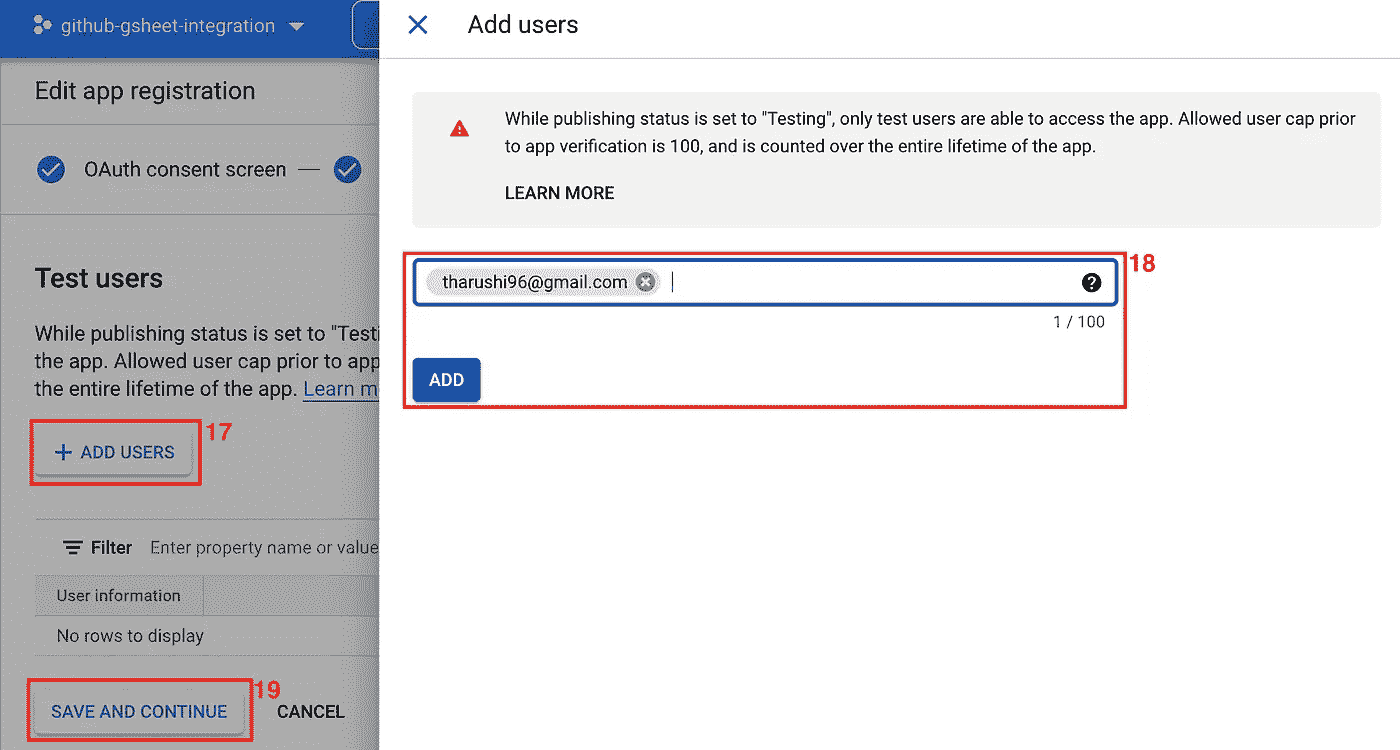 github-gsheet-integration
Edit app registration
OAuth consent screen
Test users
While publishing status is set to "Testi
the app. Allowed user cap prior to app
the entire lifetime of the app. Learn m
+ ADD USERS
17
Filter Enter property name or value
User information
No rows to display
SAVE AND CONTINUE
19
CANCEL
Add users
While publishing status is set to "Testing", only test users are able to access the app. Allowed user cap prior
to app verification is 100, and is counted over the entire lifetime of the app.
LEARN MORE
tharushi96@gmail.com
18
1 / 100
ADD